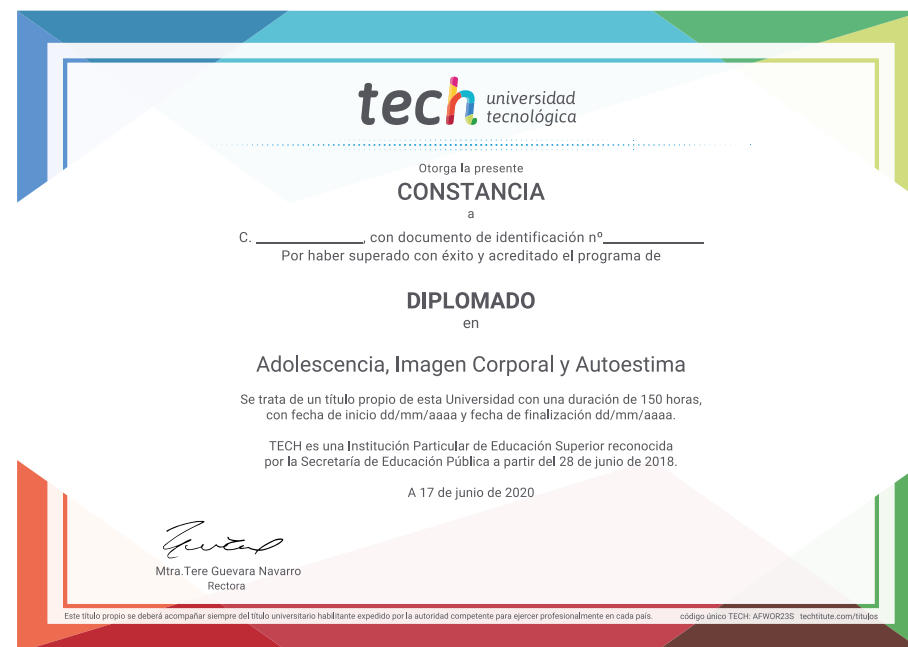 tech universidad
tecnológica
Otorga la presente
CONSTANCIA
a
C. ____________, con documento de identificación nº____________
Por haber superado con éxito y acreditado el programa de
DIPLOMADO
en
Adolescencia, Imagen Corporal y Autoestima
Se trata de un título propio de esta Universidad con una duración de 150 horas,
con fecha de inicio dd/mm/aaaa y fecha de finalización dd/mm/aaaa.
TECH es una Institución Particular de Educación Superior reconocida
por la Secretaría de Educación Pública a partir del 28 de junio de 2018.
A 17 de junio de 2020
Mtra.Tere Guevara Navarro
Rectora
Este título propio se deberá acompañar siempre del título universitario habilitante expedido por la autoridad competente para ejercer profesionalmente en cada país. código único TECH: AFWOR23S techtitute.com/titulos